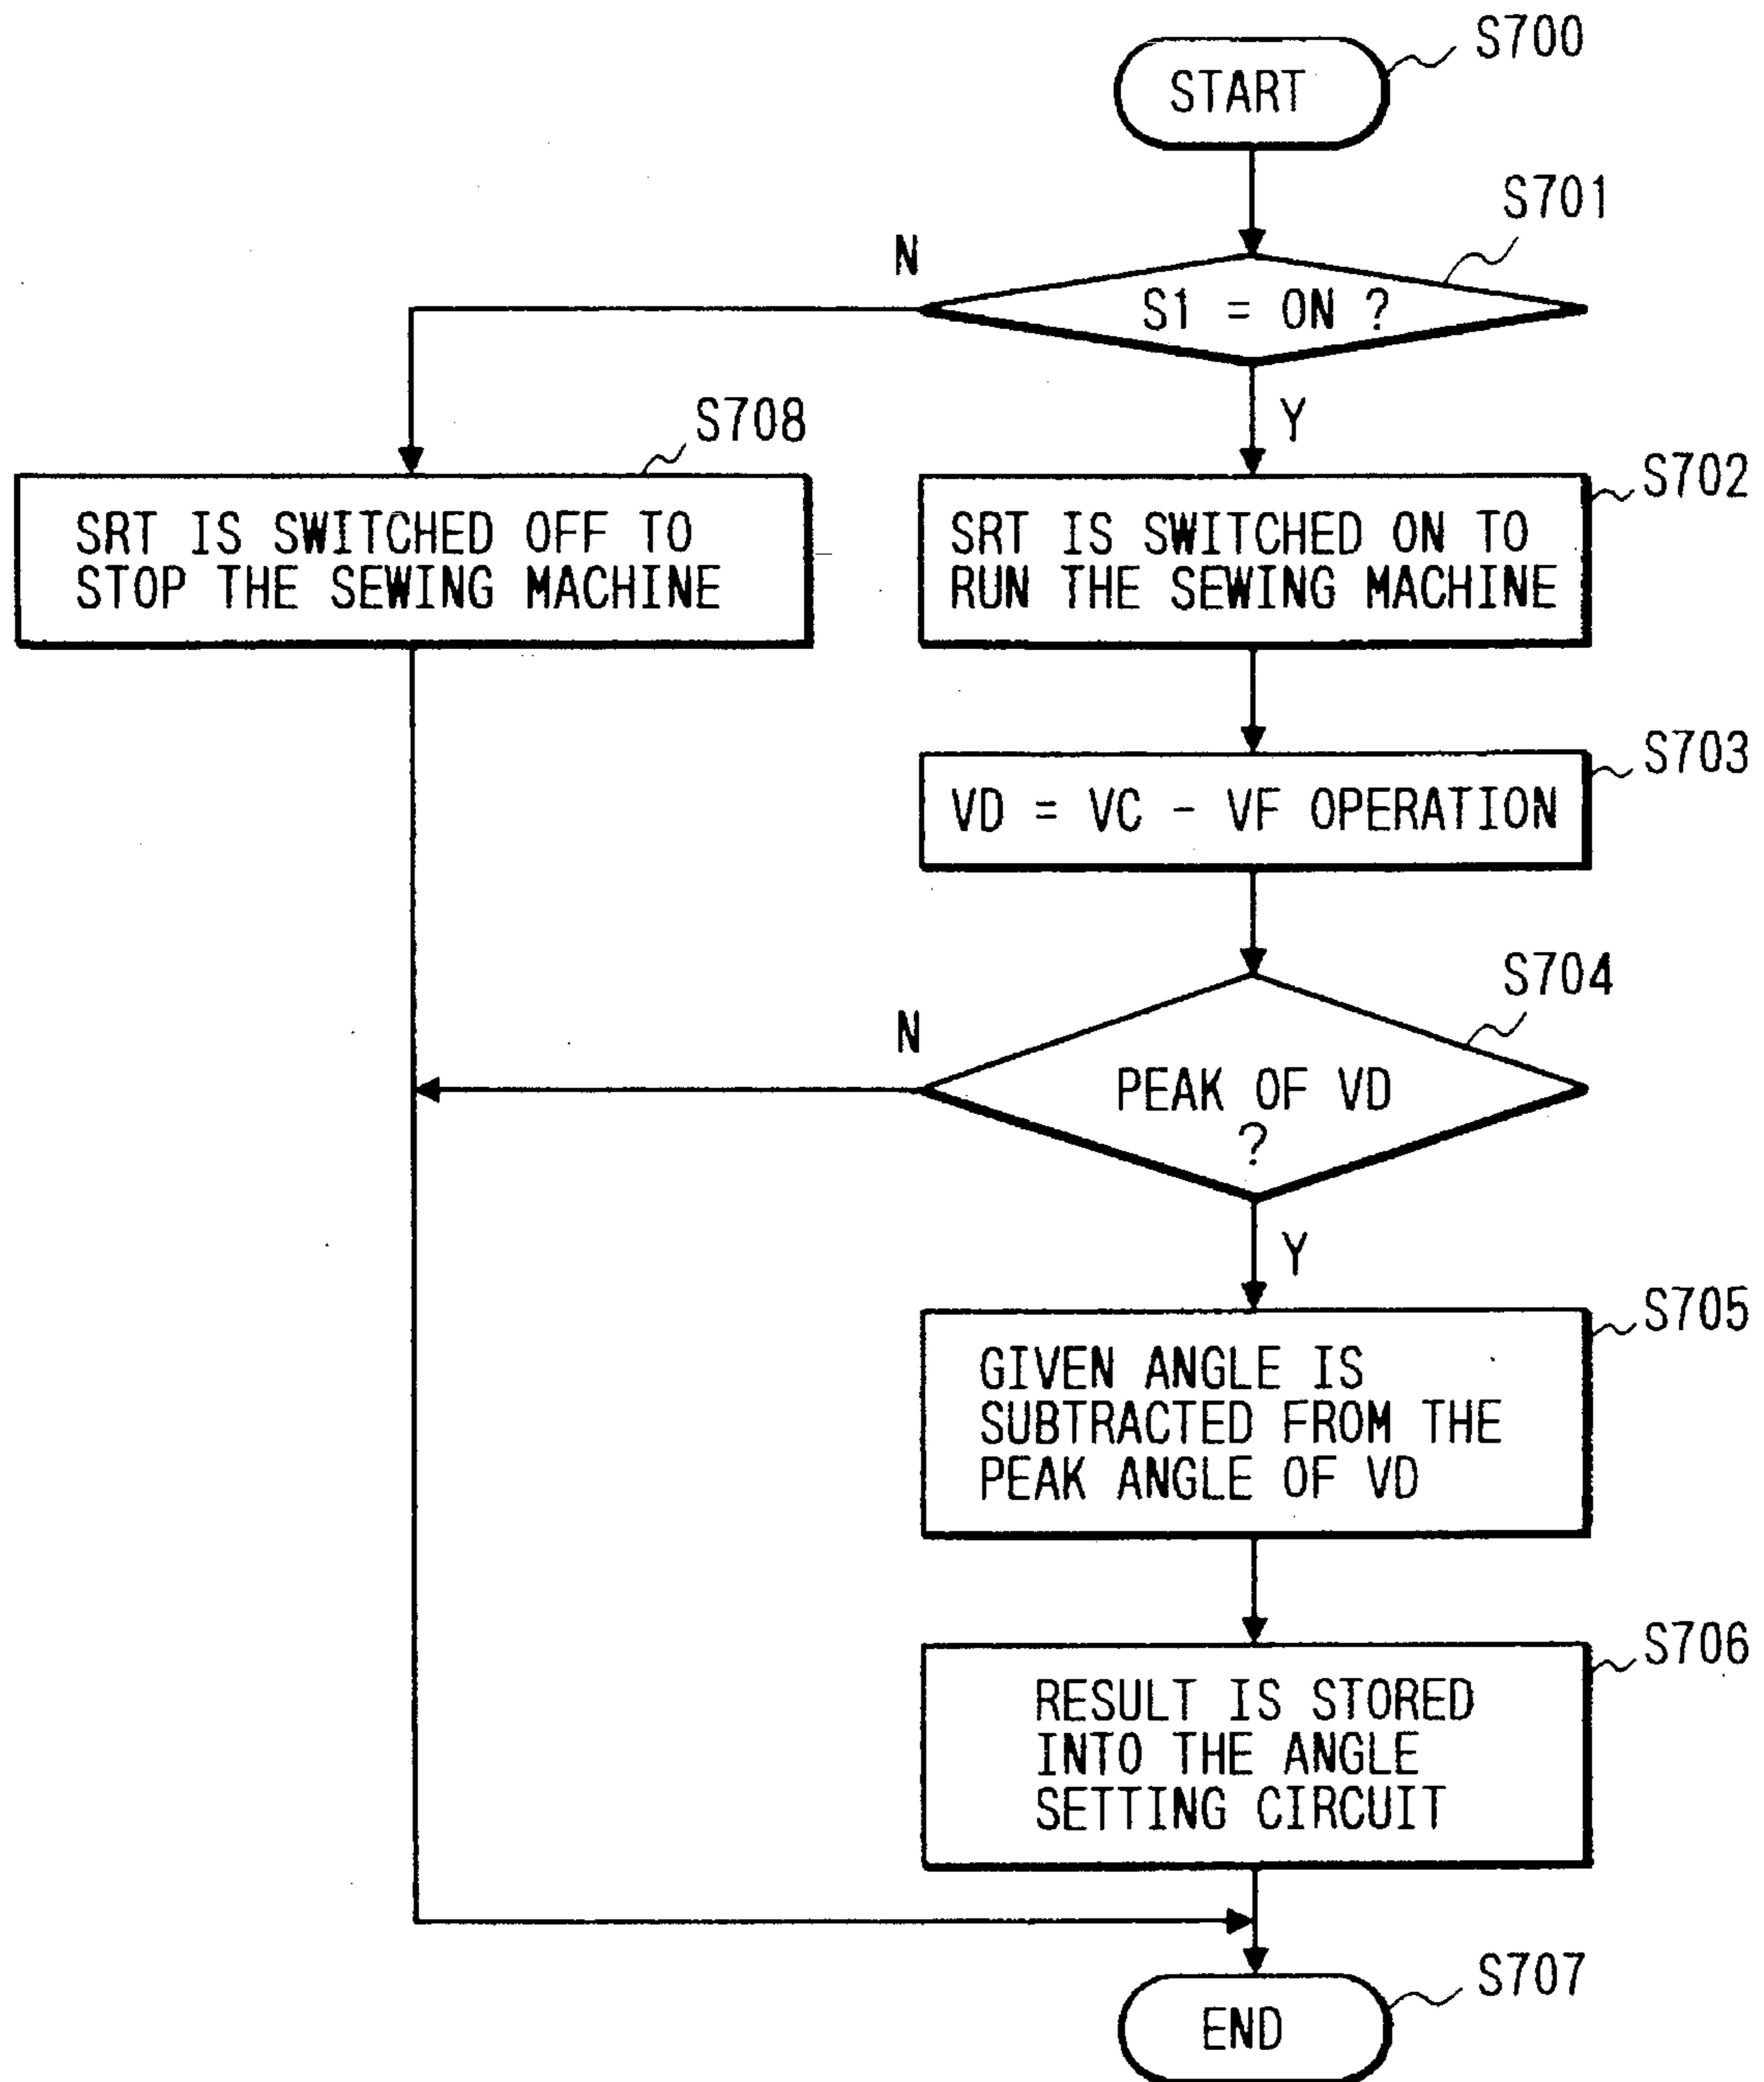 S700
START
S701
N
S1 = ON ?
Y
S708
SRT IS SWITCHED OFF TO
STOP THE SEWING MACHINE
S702
SRT IS SWITCHED ON TO
RUN THE SEWING MACHINE
S703
VD = VC - VF OPERATION
S704
N
PEAK OF VD
?
Y
S705
GIVEN ANGLE IS
SUBTRACTED FROM THE
PEAK ANGLE OF VD
S706
RESULT IS STORED
INTO THE ANGLE
SETTING CIRCUIT
S707
END